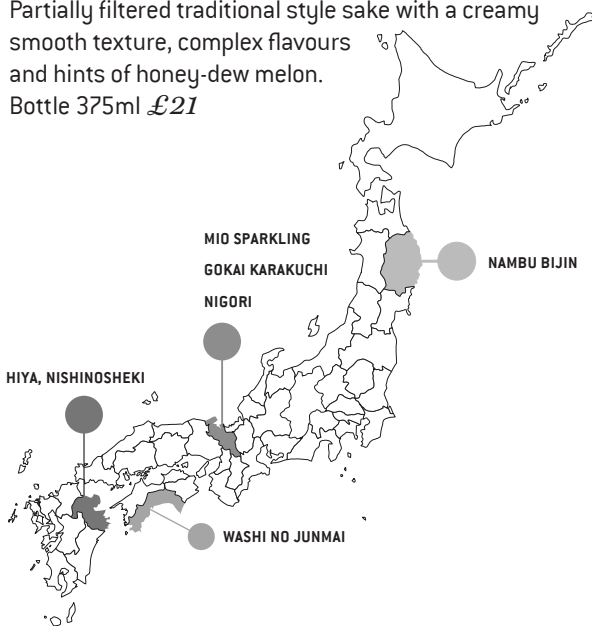 Partially filtered traditional style sake with a creamy
smooth texture, complex flavours
and hints of honey-dew melon.
Bottle 375ml £21
MIO SPARKLING
GOKAI KARAKUCHI
NIGORI
NAMBU BIJIN
HIYA, NISHINOSHEKI
WASHI NO JUNMAI